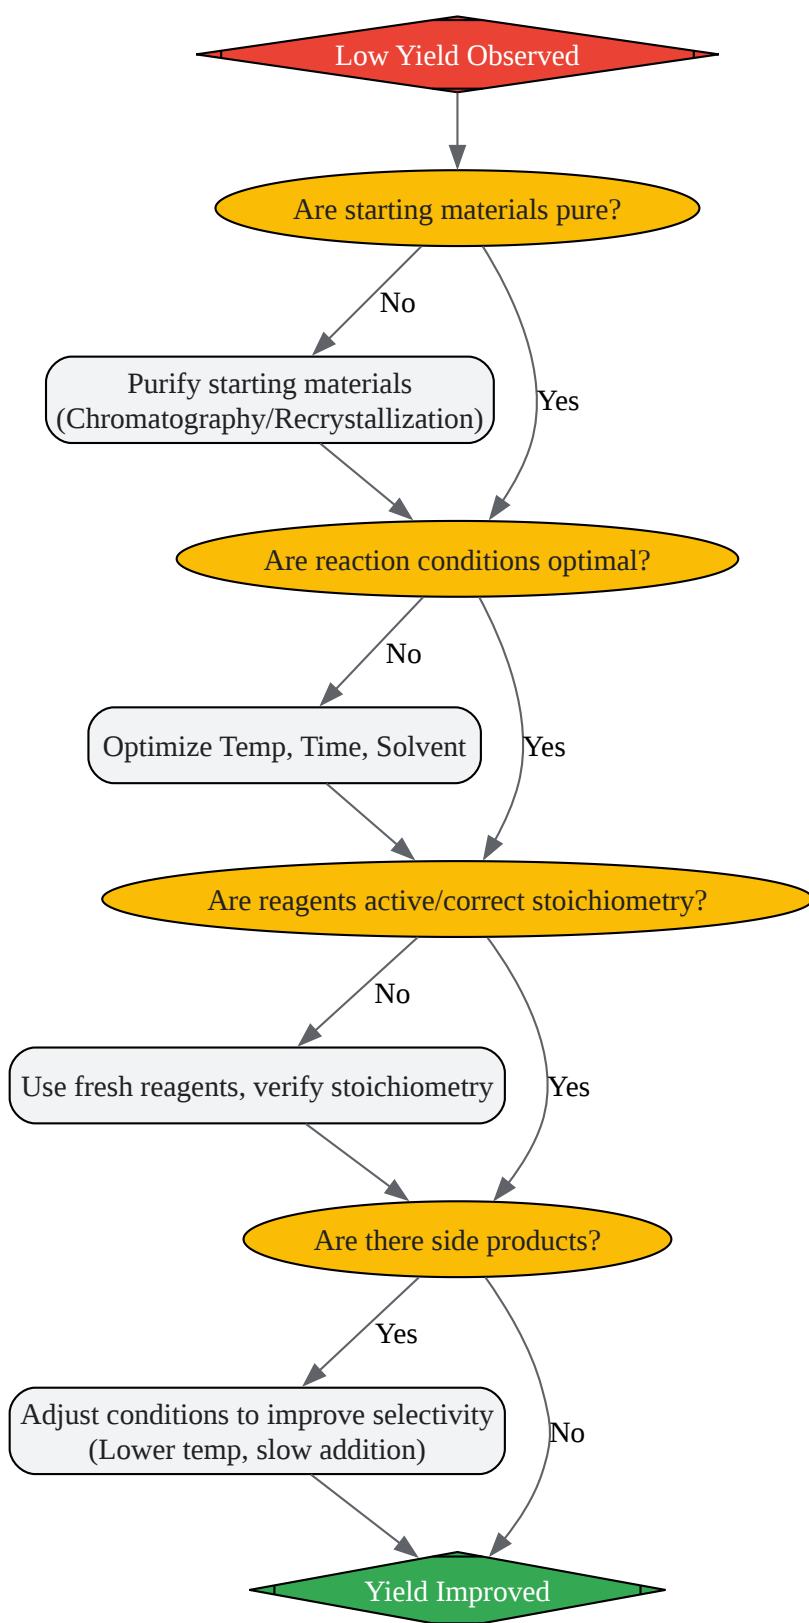 Low Yield Observed
Are starting materials pure?
No
Purify starting materials
(Chromatography/Recrystallization)
Yes
Are reaction conditions optimal?
No
Optimize Temp, Time, Solvent
Yes
Are reagents active/correct stoichiometry?
No
Use fresh reagents, verify stoichiometry
Yes
Are there side products?
Yes
Adjust conditions to improve selectivity
(Lower temp, slow addition)
No
Yield Improved